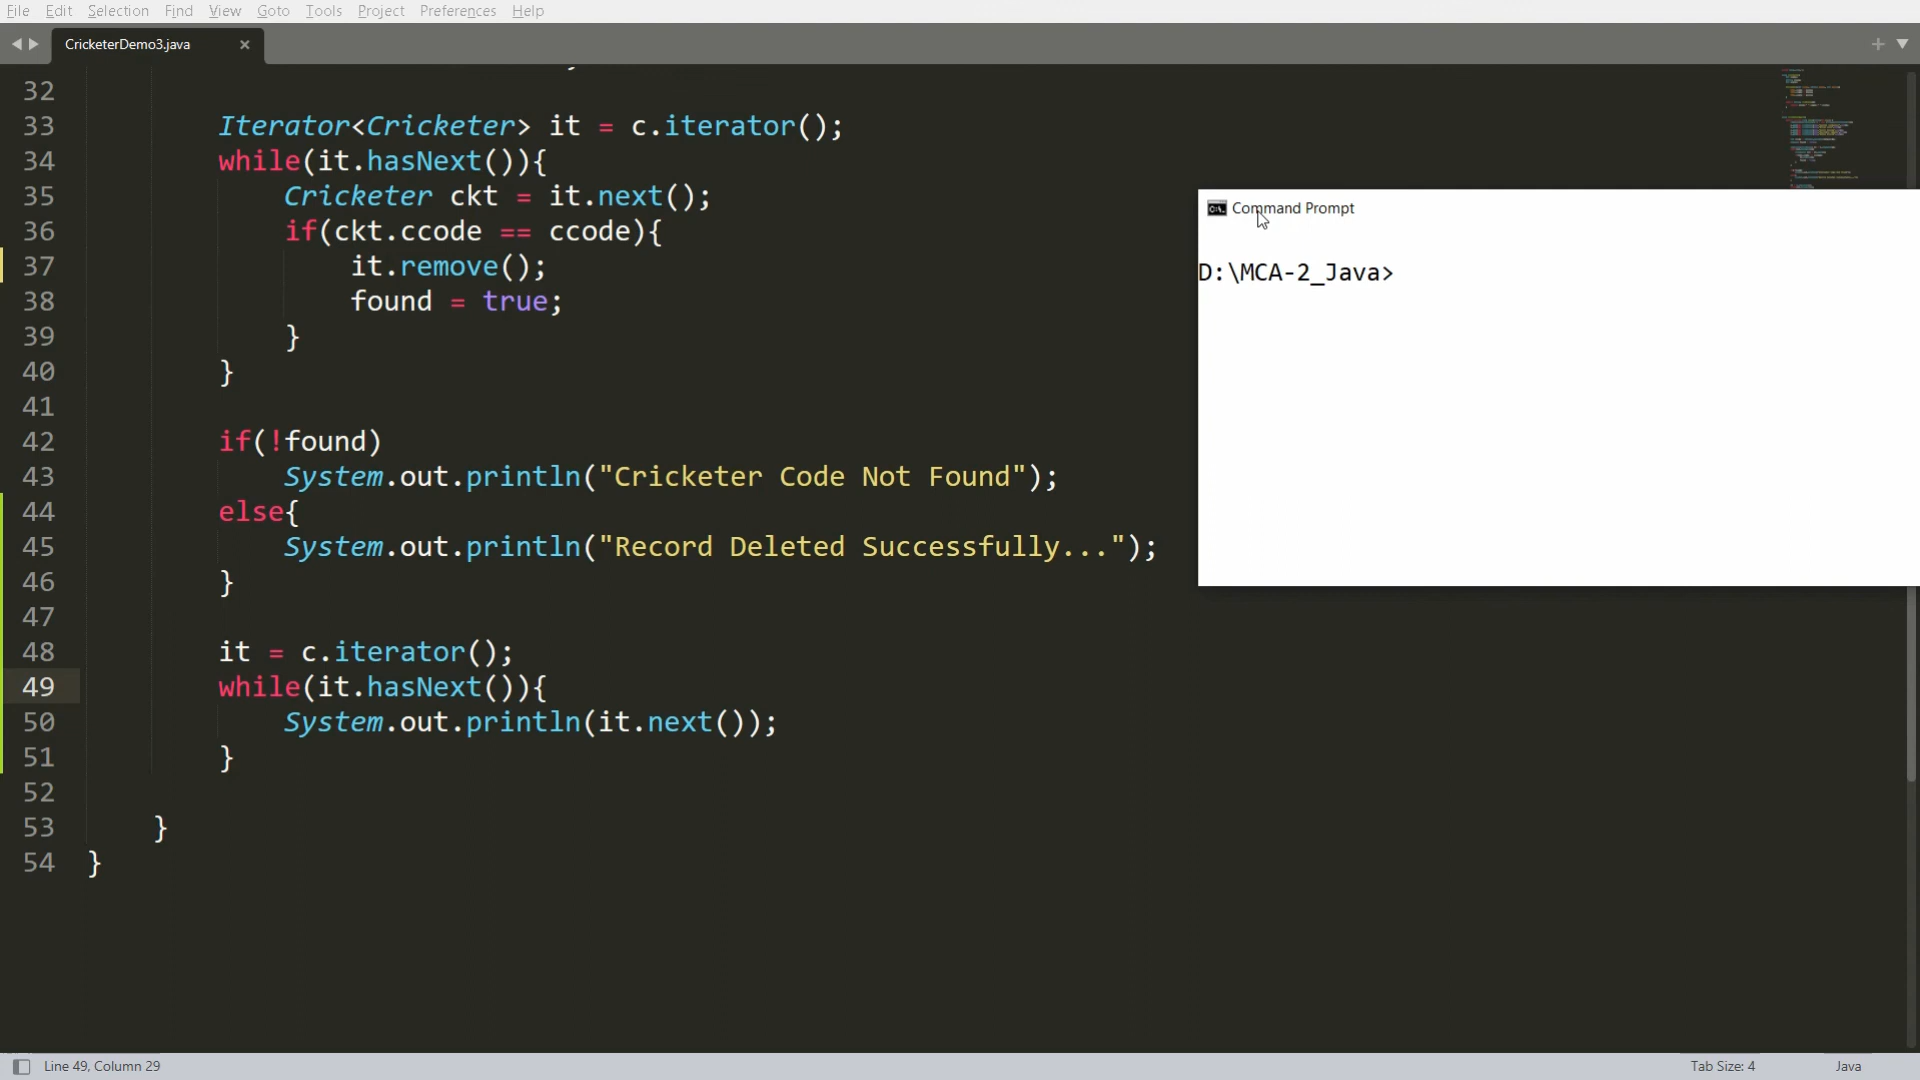 File Edit Selection Find View Goto Tools Project Preferences Help
CricketerDemo3.java
32
33 Iterator<Cricketer> it = c.iterator();
34 while(it.hasNext()){
35 Cricketer ckt = it.next();
36 if(ckt.ccode == ccode){
37 it.remove();
38 found = true;
39 }
40 }
41
42 if(!found)
43 System.out.println("Cricketer Code Not Found");
44 else{
45 System.out.println("Record Deleted Successfully...");
46 }
47
48 it = c.iterator();
49 while(it.hasNext()){
50 System.out.println(it.next());
51 }
52
53 }
54 }
Command Prompt
D:\MCA-2_Java>
Line 49, Column 29
Tab Size: 4
Java